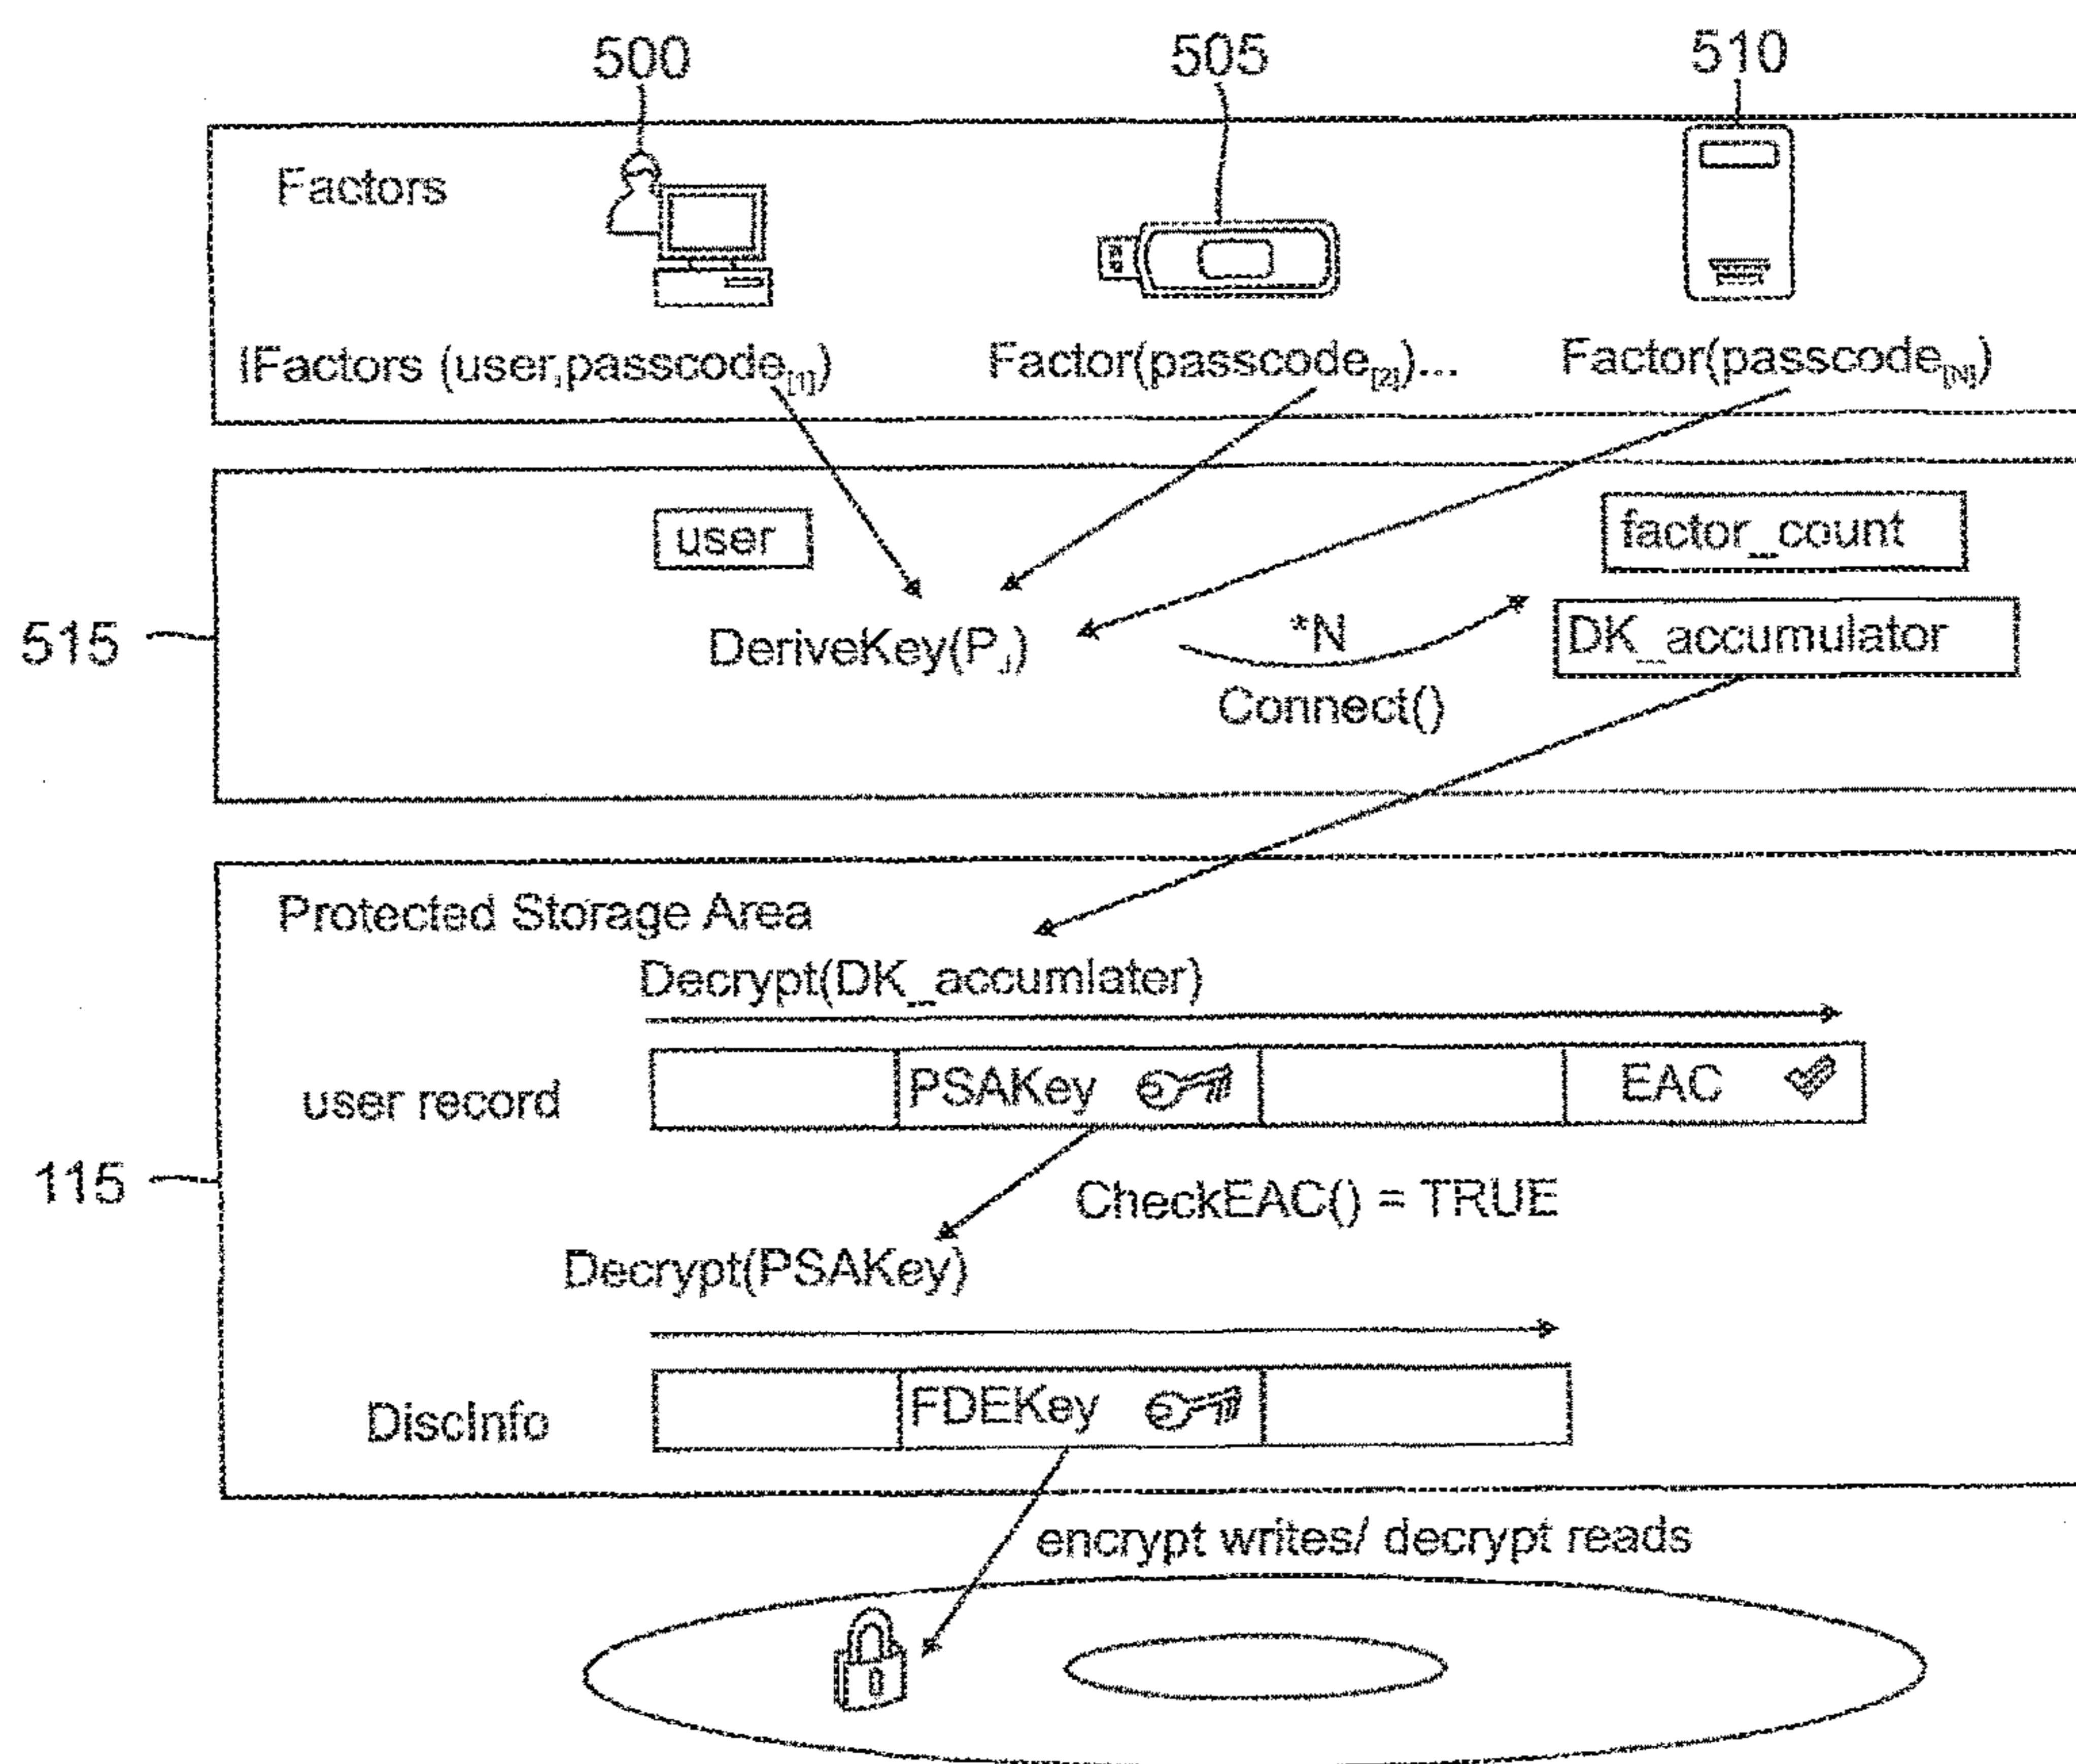 500 505 510
Factors
IFactors (user,passcode[1]) Factor(passcode[2])... Factor(passcode[N])
user
factor_count
515
DeriveKey(P,i)
*N
DK_accumulator
Connect()
Protected Storage Area
Decrypt(DK_accumlater)
user record
PSAKey
EAC
115
CheckEAC() = TRUE
Decrypt(PSAKey)
DiscInfo
FDEKey
encrypt writes/ decrypt reads